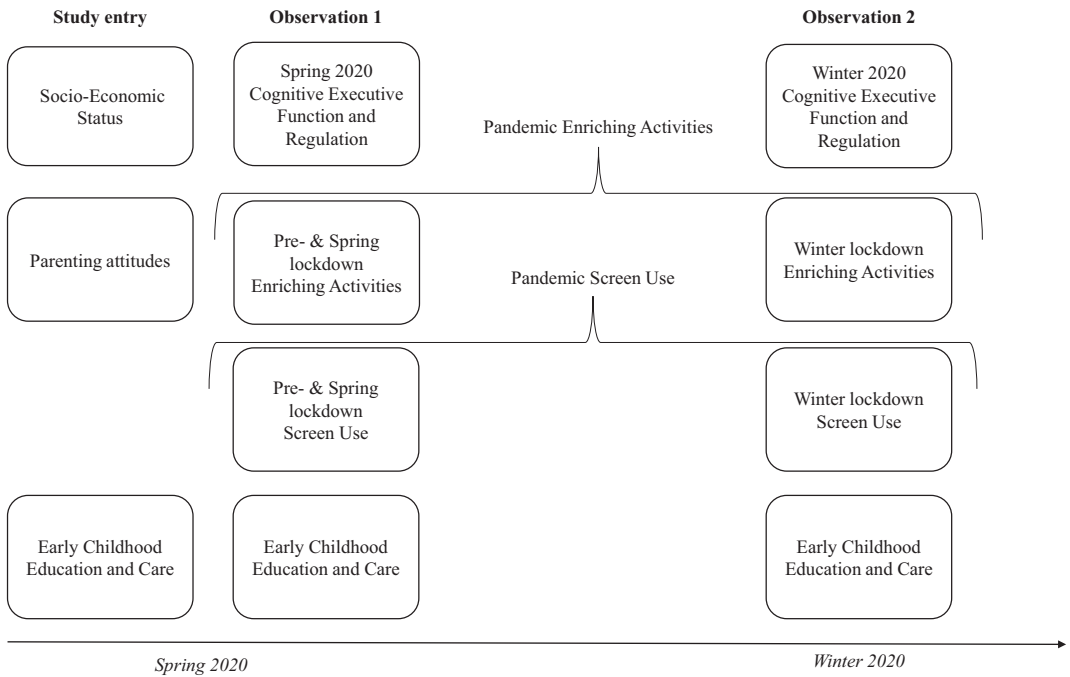 Study entry
Observation 1
Observation 2
Socio-Economic
Status
Spring 2020
Cognitive Executive
Function and
Regulation
Pandemic Enriching Activities
Winter 2020
Cognitive Executive
Function and
Regulation
Parenting attitudes
Pre- & Spring
lockdown
Enriching Activities
Pandemic Screen Use
Winter lockdown
Enriching Activities
Pre- & Spring
lockdown
Screen Use
Winter lockdown
Screen Use
Early Childhood
Education and Care
Early Childhood
Education and Care
Early Childhood
Education and Care
Spring 2020
Winter 2020